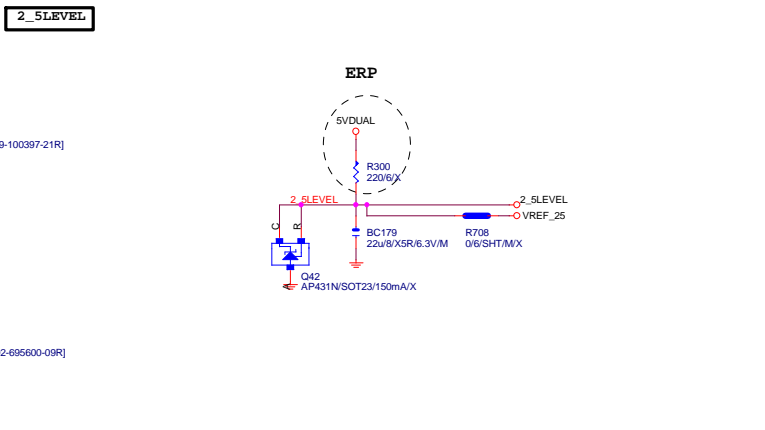 2_5LEVEL
ERP
5VDUAL
9-100397-21R]
R300
220/6/X
2_5LEVEL
2_5LEVEL
VREF_25
C
R
BC179
22u/8/X5R/6.3V/M
R708
0/6/SHT/M/X
Q42
A
AP431N/SOT23/150mA/X
2-695600-09R]